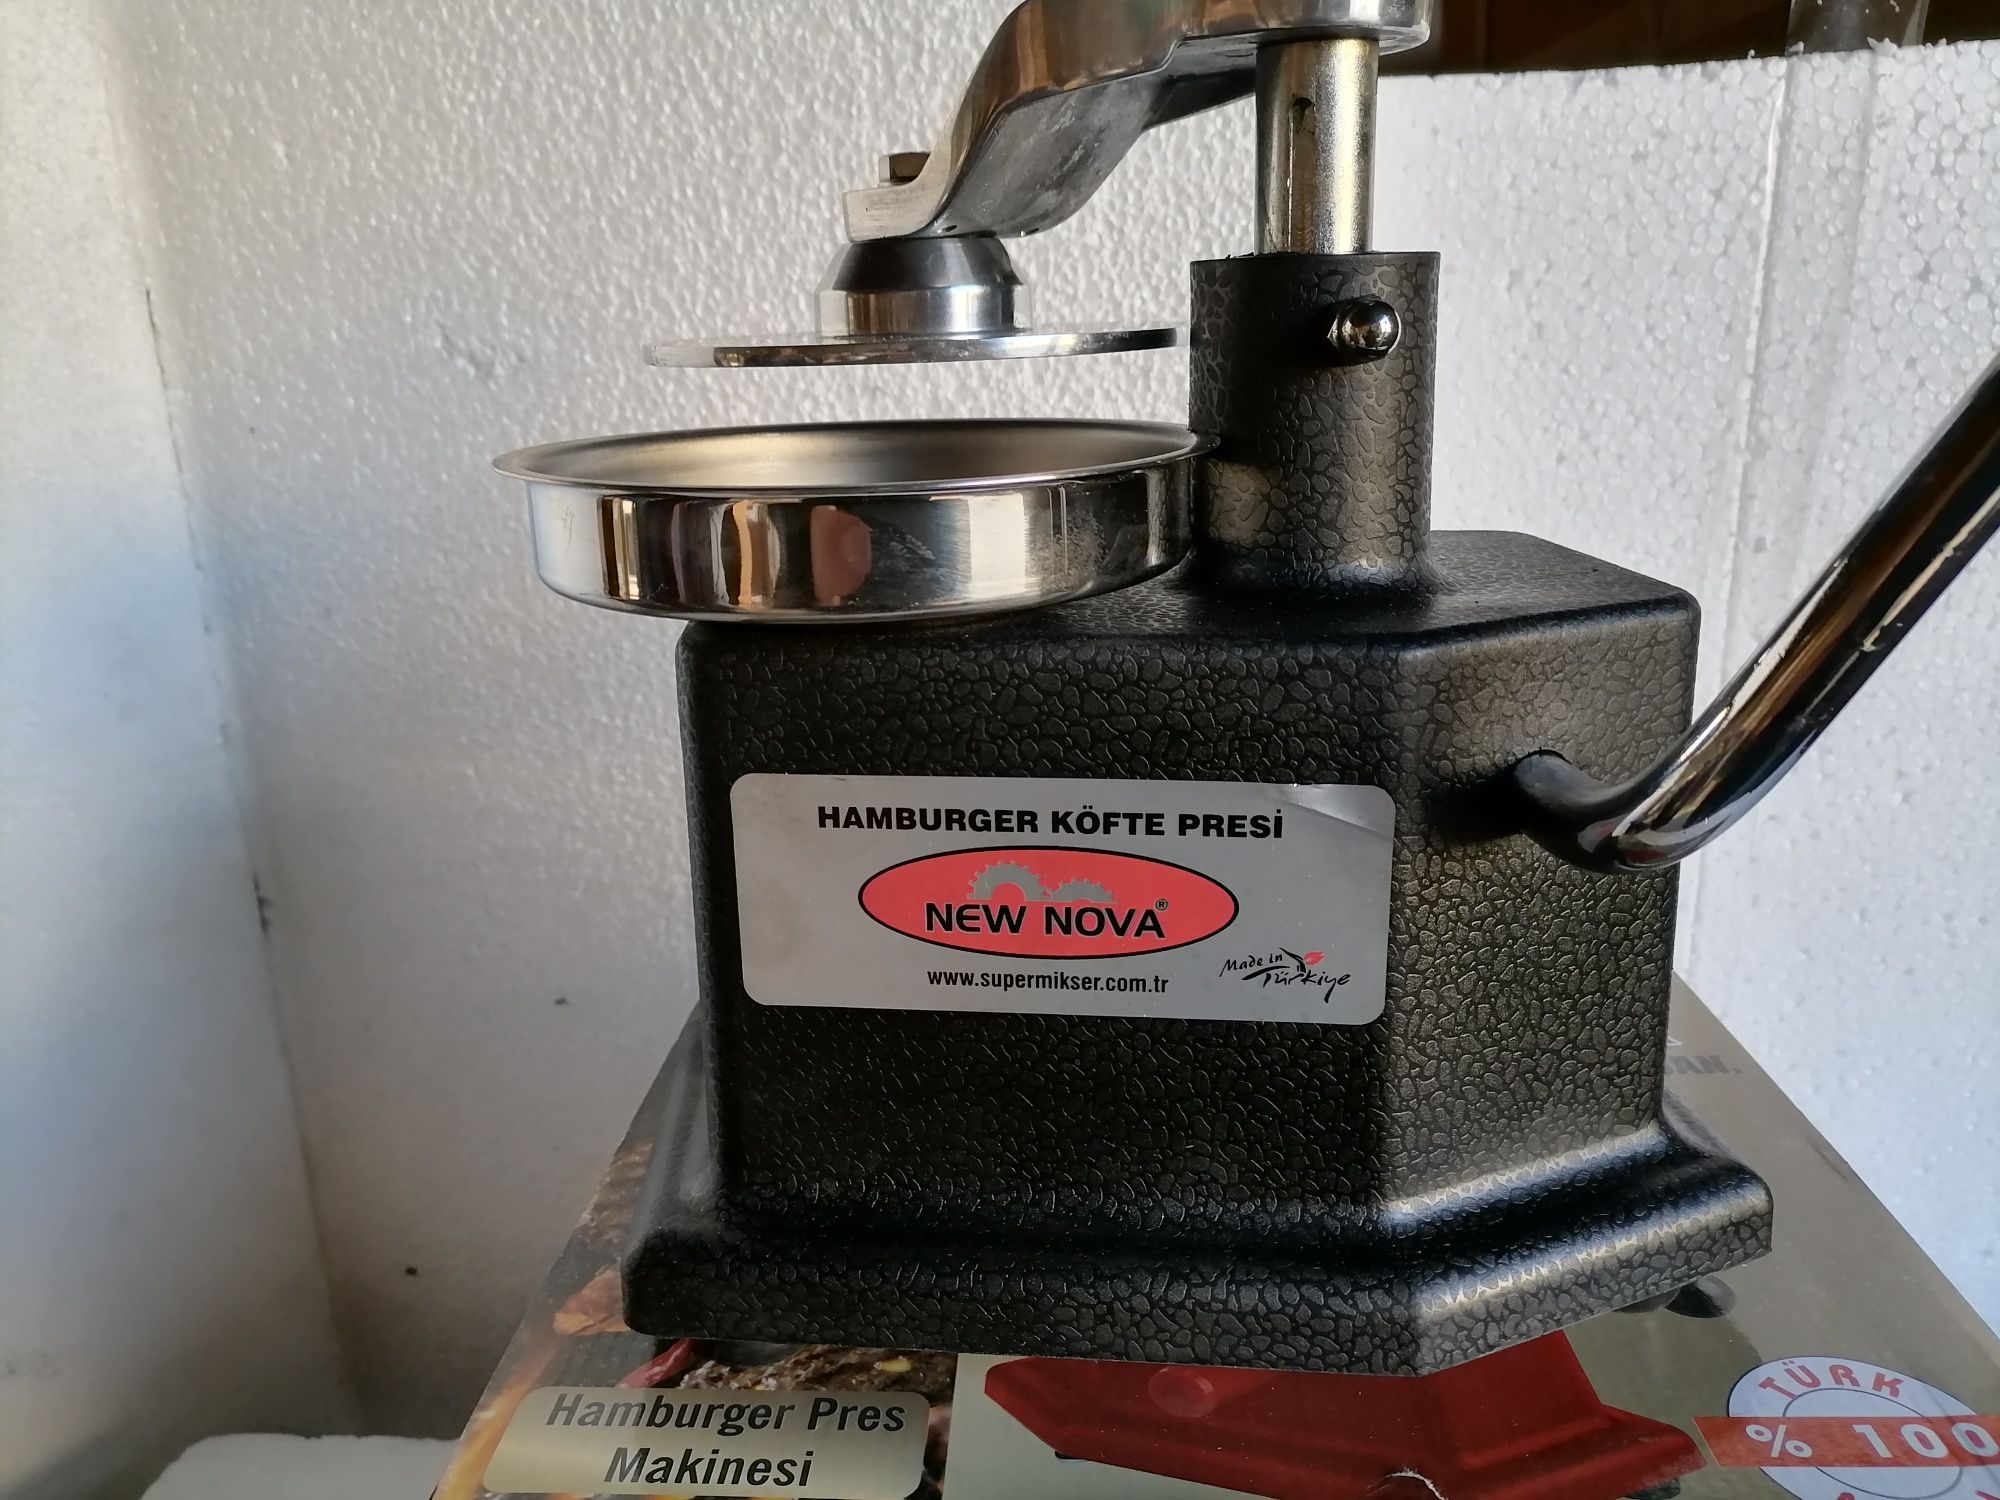 HAMBURGER KÖFTE PRESİ
NEW NOVA®
www.supermikser.com.tr
Made in
Türkiye
Hamburger Pres
Makinesi
TÜRK
% 100